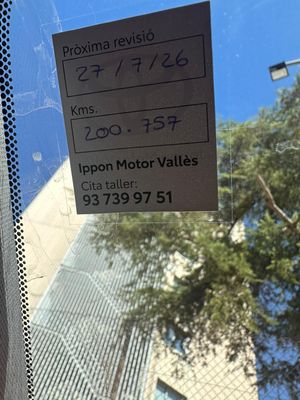 Pròxima revisió
27/7/26
Kms.
200.757
Ippon Motor Vallès
Cita taller:
93 739 97 51